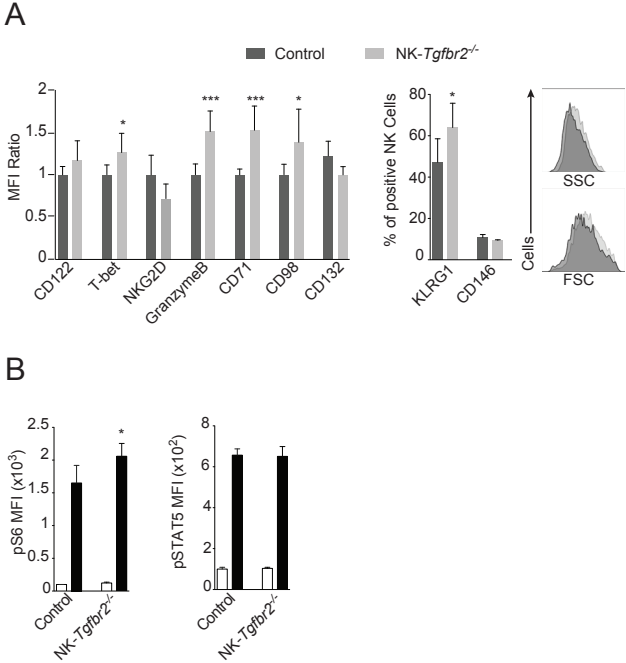 A
Control
NK-Tgfbr2-/-
MFI Ratio
2
1.5
1
0.5
0
CD122
T-bet
NKG2D
GranzymeB
CD71
CD98
CD132
*
***
***
*
% of positive NK Cells
80
60
40
20
0
*
KLRG1
CD146
Cells
SSC
FSC
B
pS6 MFI (x103)
2.5
2
1.5
1
0.5
0
*
Control
NK-Tgfbr2-/-
pSTAT5 MFI (x102)
8
6
4
2
0
Control
NK-Tgfbr2-/-